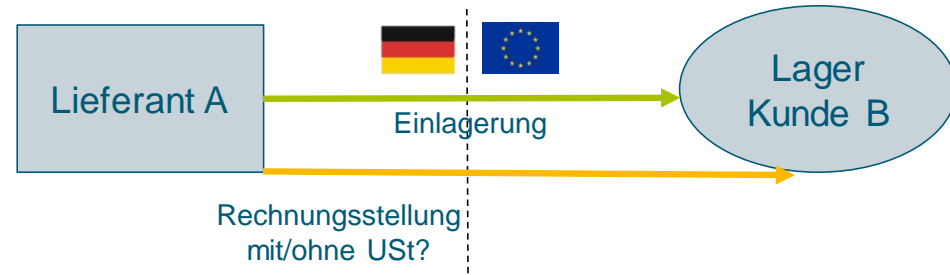 Lieferant A
Einlagerung
Lager
Kunde B
Rechnungsstellung
mit/ohne USt?